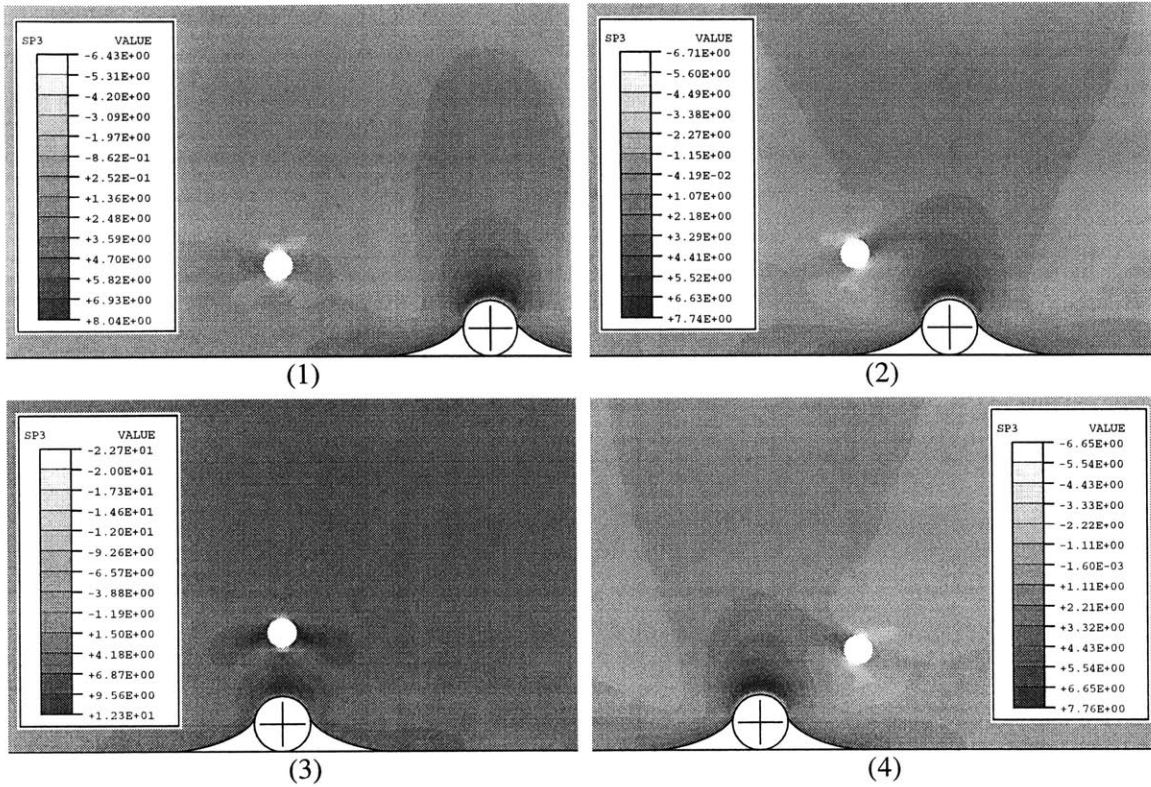 SP3 VALUE
-6.43E+00
-5.31E+00
-4.20E+00
-3.09E+00
-1.97E+00
-8.62E-01
+2.52E-01
+1.36E+00
+2.48E+00
+3.59E+00
+4.70E+00
+5.82E+00
+6.93E+00
+8.04E+00
(1)
SP3 VALUE
-6.71E+00
-5.60E+00
-4.49E+00
-3.38E+00
-2.27E+00
-1.15E+00
-4.19E-02
+1.07E+00
+2.18E+00
+3.29E+00
+4.41E+00
+5.52E+00
+6.63E+00
+7.74E+00
(2)
SP3 VALUE
-2.27E+01
-2.00E+01
-1.73E+01
-1.46E+01
-1.20E+01
-9.26E+00
-6.57E+00
-3.88E+00
-1.19E+00
+1.50E+00
+4.18E+00
+6.87E+00
+9.56E+00
+1.23E+01
(3)
SP3 VALUE
-6.65E+00
-5.54E+00
-4.43E+00
-3.33E+00
-2.22E+00
-1.11E+00
-1.60E-03
+1.11E+00
+2.21E+00
+3.32E+00
+4.43E+00
+5.54E+00
+6.65E+00
+7.76E+00
(4)